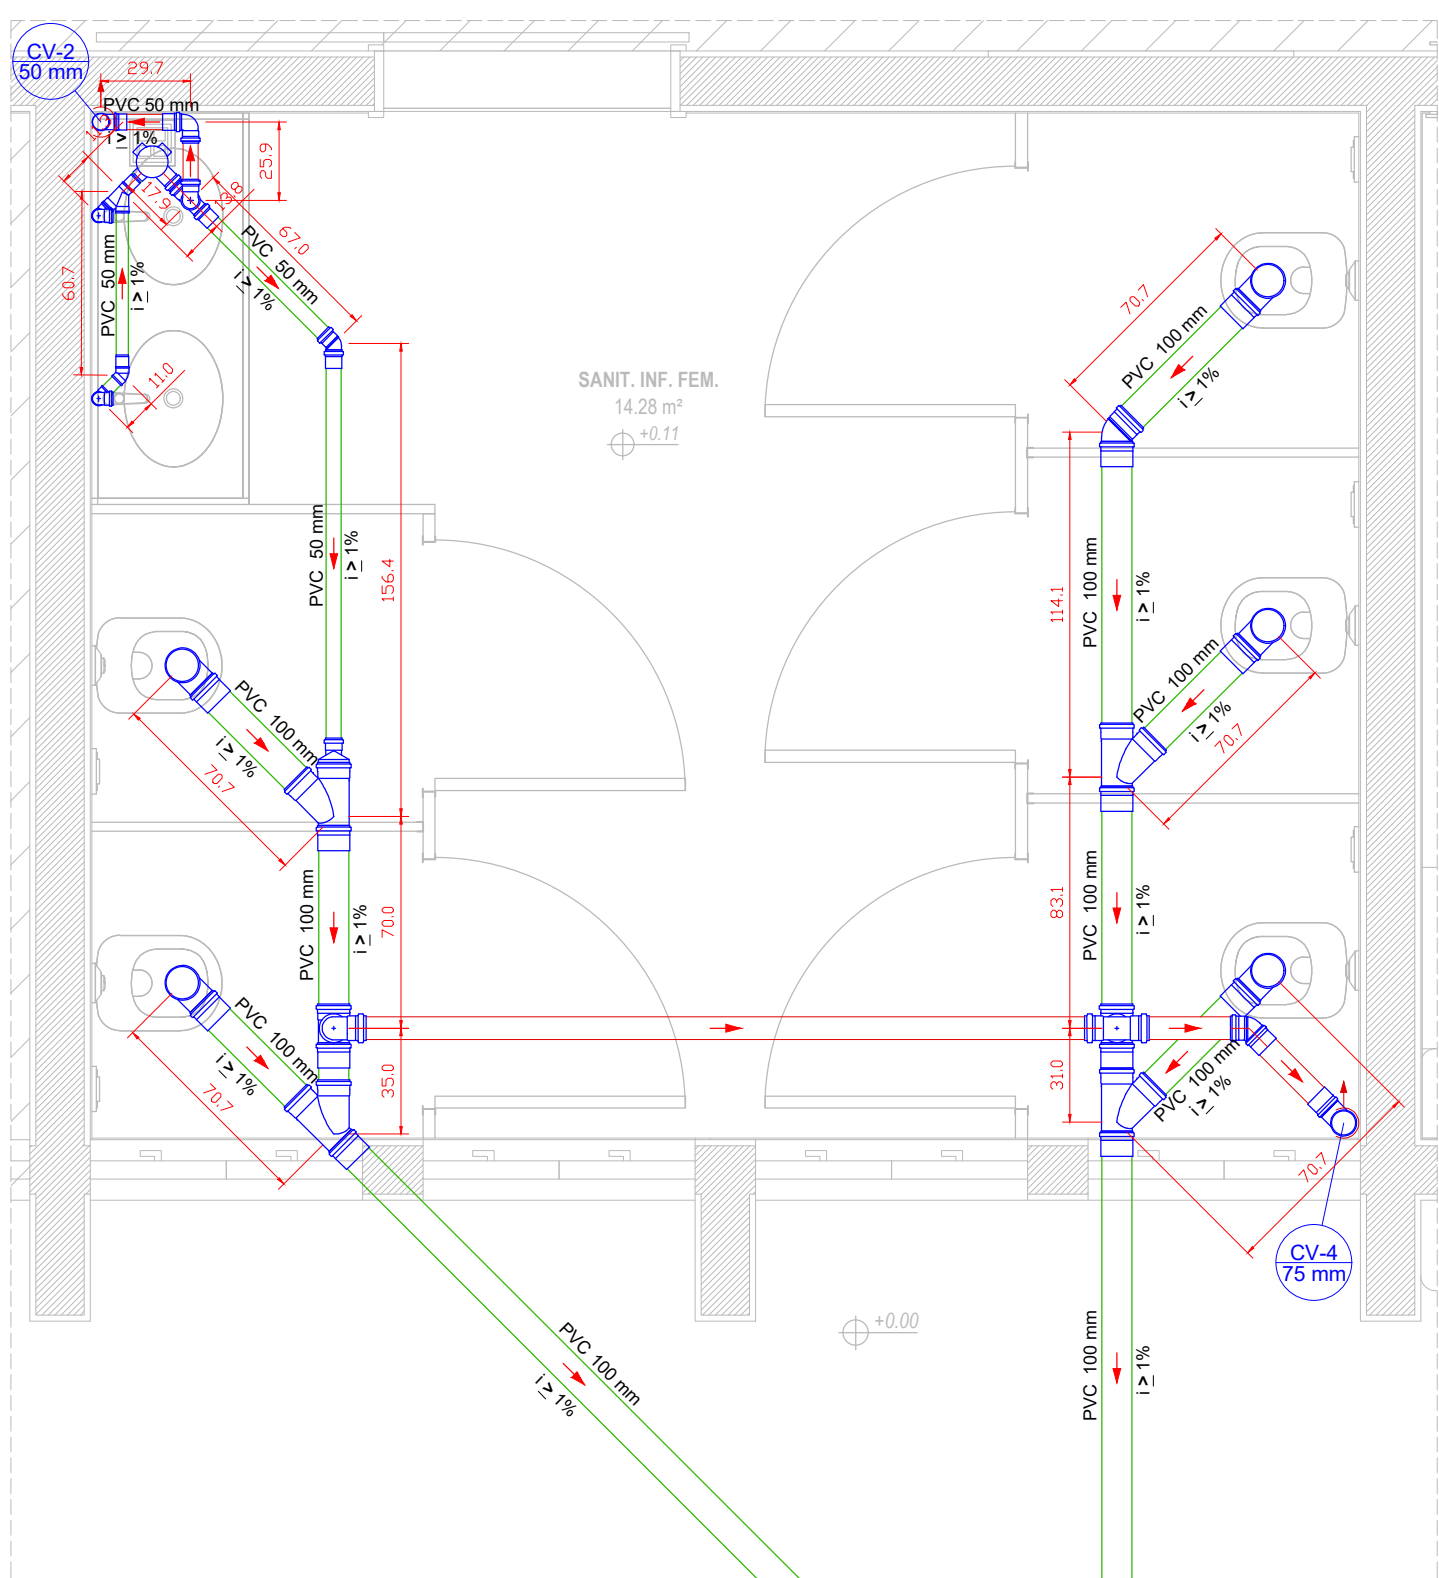 CV-2
50 mm
29.7
PVC 50 mm
i ≥ 1%
25.9
17.9
67.0
PVC 50 mm
i ≥ 1%
60.7
PVC 50 mm
i ≥ 1%
11.0
SANIT. INF. FEM.
14.28 m²
+0.11
70.7
PVC 100 mm
i ≥ 1%
PVC 50 mm
i ≥ 1%
156.4
114.1
PVC 100 mm
i ≥ 1%
PVC 100 mm
i ≥ 1%
70.7
PVC 100 mm
i ≥ 1%
70.7
PVC 100 mm
i ≥ 1%
70.0
83.1
PVC 100 mm
i ≥ 1%
PVC 100 mm
i ≥ 1%
70.7
35.0
31.0
PVC 100 mm
i ≥ 1%
70.7
CV-4
75 mm
+0.00
PVC 100 mm
i ≥ 1%
PVC 100 mm
i ≥ 1%